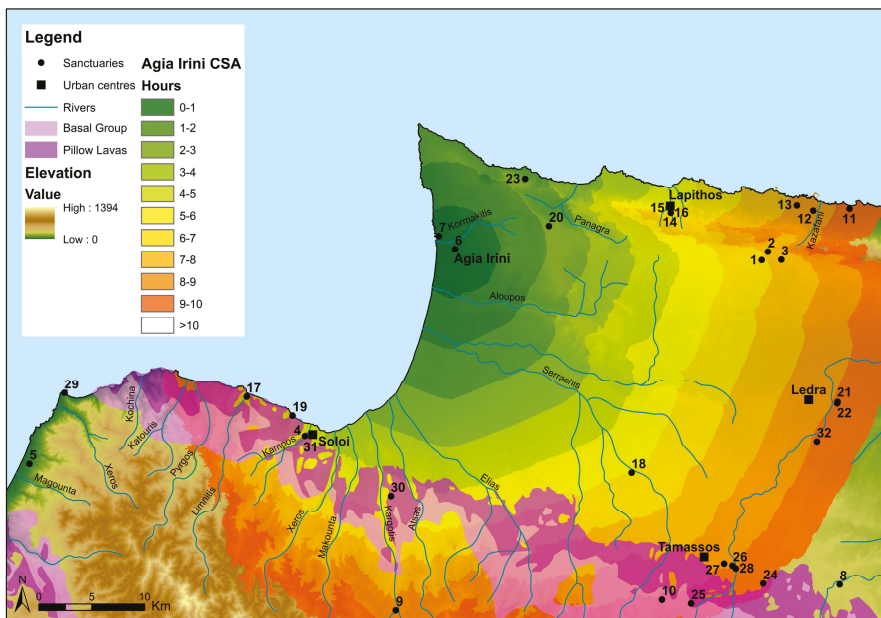 Legend
Sanctuaries
Urban centres
Rivers
Basal Group
Pillow Lavas
Elevation
Value
High : 1394
Low : 0
Agia Irini CSA
Hours
0-1
1-2
2-3
3-4
4-5
5-6
6-7
7-8
8-9
9-10
>10
23
Lapithos
15
16
14
13
12
11
Kazafani
7
Kormakitis
6
Agia Irini
20
Panagra
2
1
3
Aloupos
Serraehis
29
Kochina
Katouris
17
19
4
Soloi
31
Karnpos
Ledra
21
22
32
5
Magounta
Xeros
Pyrgos
Limnitis
Xeros
Makounta
30
Kargotis
Atsas
Elias
18
Tamassos
26
27
28
24
8
10
25
9
N
0
5
10
Km